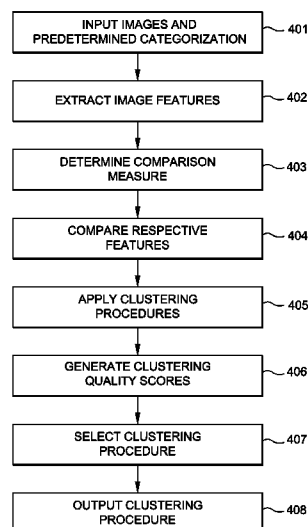 INPUT IMAGES AND
PREDETERMINED CATEGORIZATION
401
EXTRACT IMAGE FEATURES
402
DETERMINE COMPARISON
MEASURE
403
COMPARE RESPECTIVE
FEATURES
404
APPLY CLUSTERING
PROCEDURES
405
GENERATE CLUSTERING
QUALITY SCORES
406
SELECT CLUSTERING
PROCEDURE
407
OUTPUT CLUSTERING
PROCEDURE
408